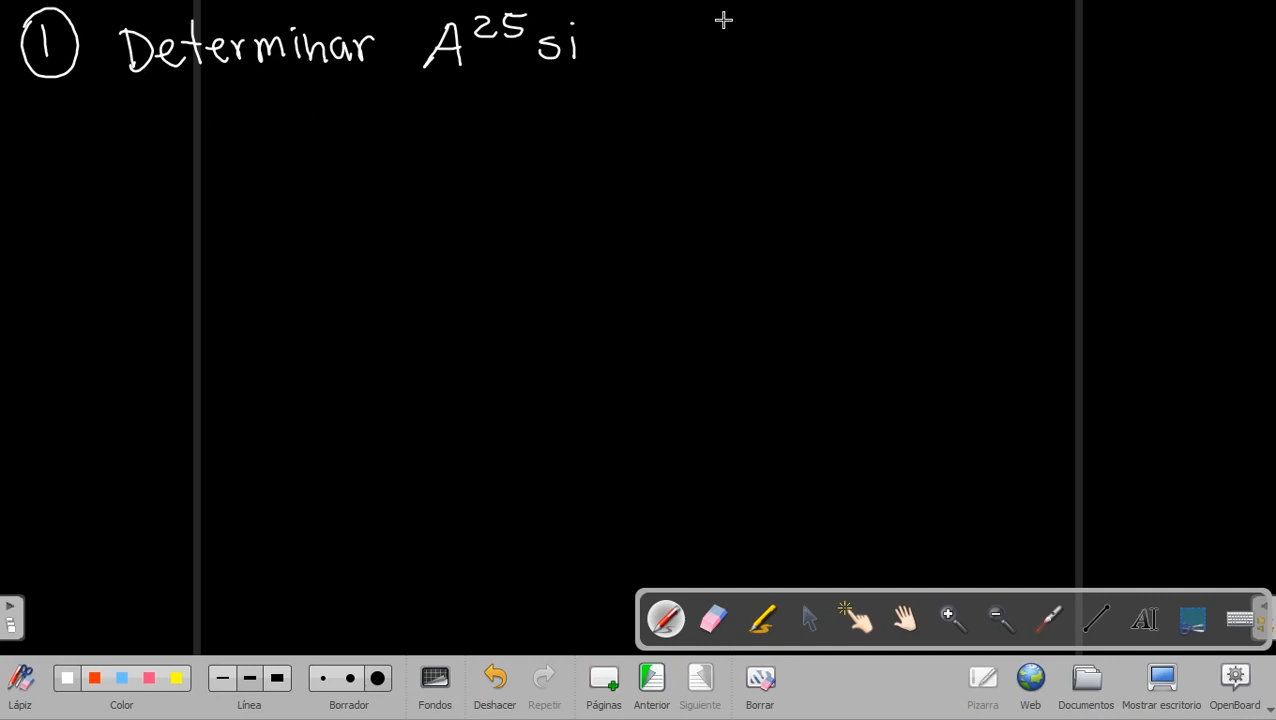 ① Determinar A²⁵ si
AI
Lápiz Color Línea Borrador Fondos Deshacer Repetir Páginas Anterior Siguiente Borrar Pizarra Web Documentos Mostrar escritorio OpenBoard